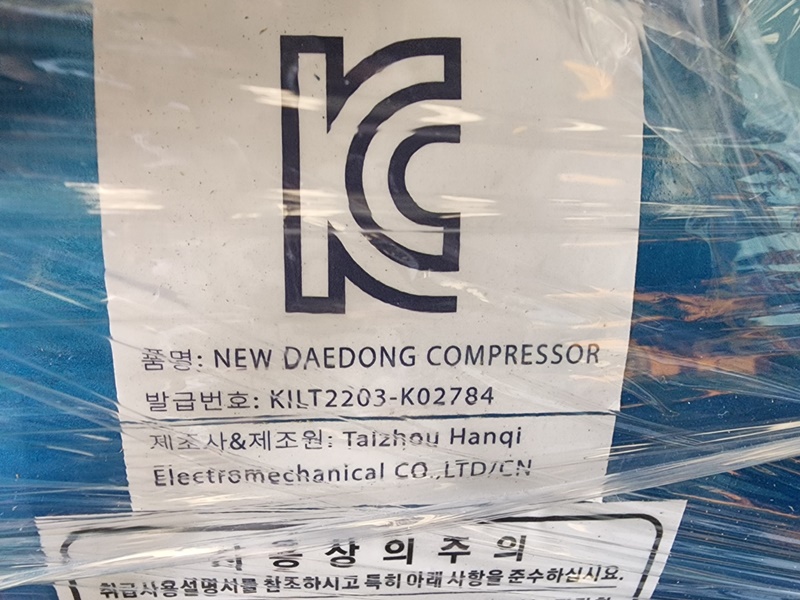 KC
품명: NEW DAEDONG COMPRESSOR
발급번호: KILT2203-K02784
제조사&제조원: Taizhou Hanqi
Electromechanical CO.,LTD/CN
사용상의주의
취급사용설명서를 참조하시고 특히 아래 사항을 준수하십시요.